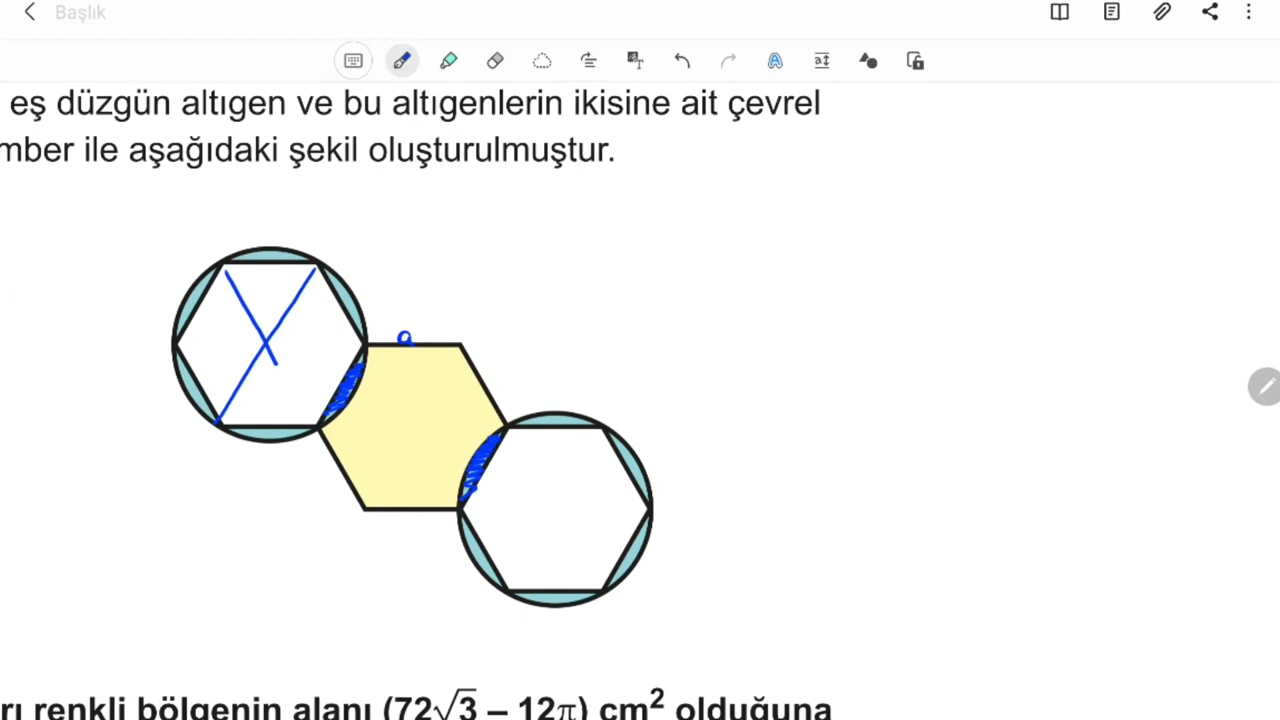 Başlık
eş düzgün altıgen ve bu altıgenlerin ikisine ait çevrel
mber ile aşağıdaki şekil oluşturulmuştur.
a
rı renkli bölgenin alanı (72√3 – 12π) cm² olduğuna